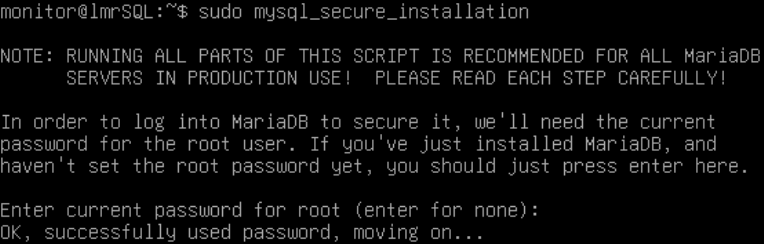 monitor@lmrSQL:~$ sudo mysql_secure_installation
NOTE: RUNNING ALL PARTS OF THIS SCRIPT IS RECOMMENDED FOR ALL MariaDB
      SERVERS IN PRODUCTION USE!  PLEASE READ EACH STEP CAREFULLY!
In order to log into MariaDB to secure it, we'll need the current
password for the root user. If you've just installed MariaDB, and
haven't set the root password yet, you should just press enter here.
Enter current password for root (enter for none):
OK, successfully used password, moving on...